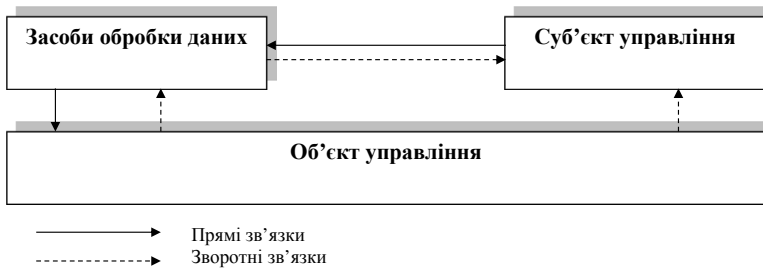 Засоби обробки даних
Суб’єкт управління
Об’єкт управління
Прямі зв’язки
Зворотні зв’язки